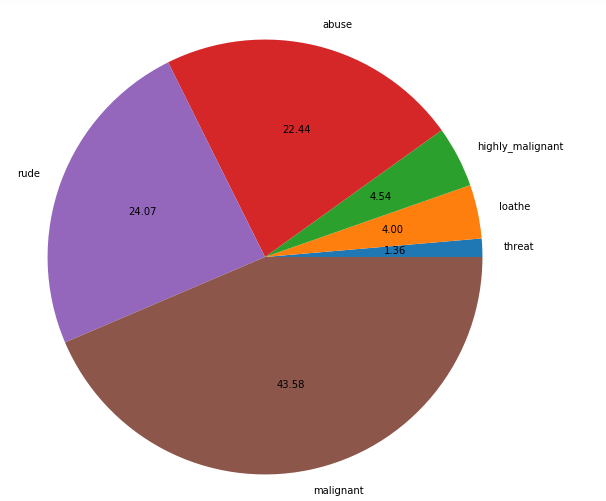 abuse
22.44
highly_malignant
4.54
rude
24.07
loathe
4.00
threat
1.36
43.58
malignant